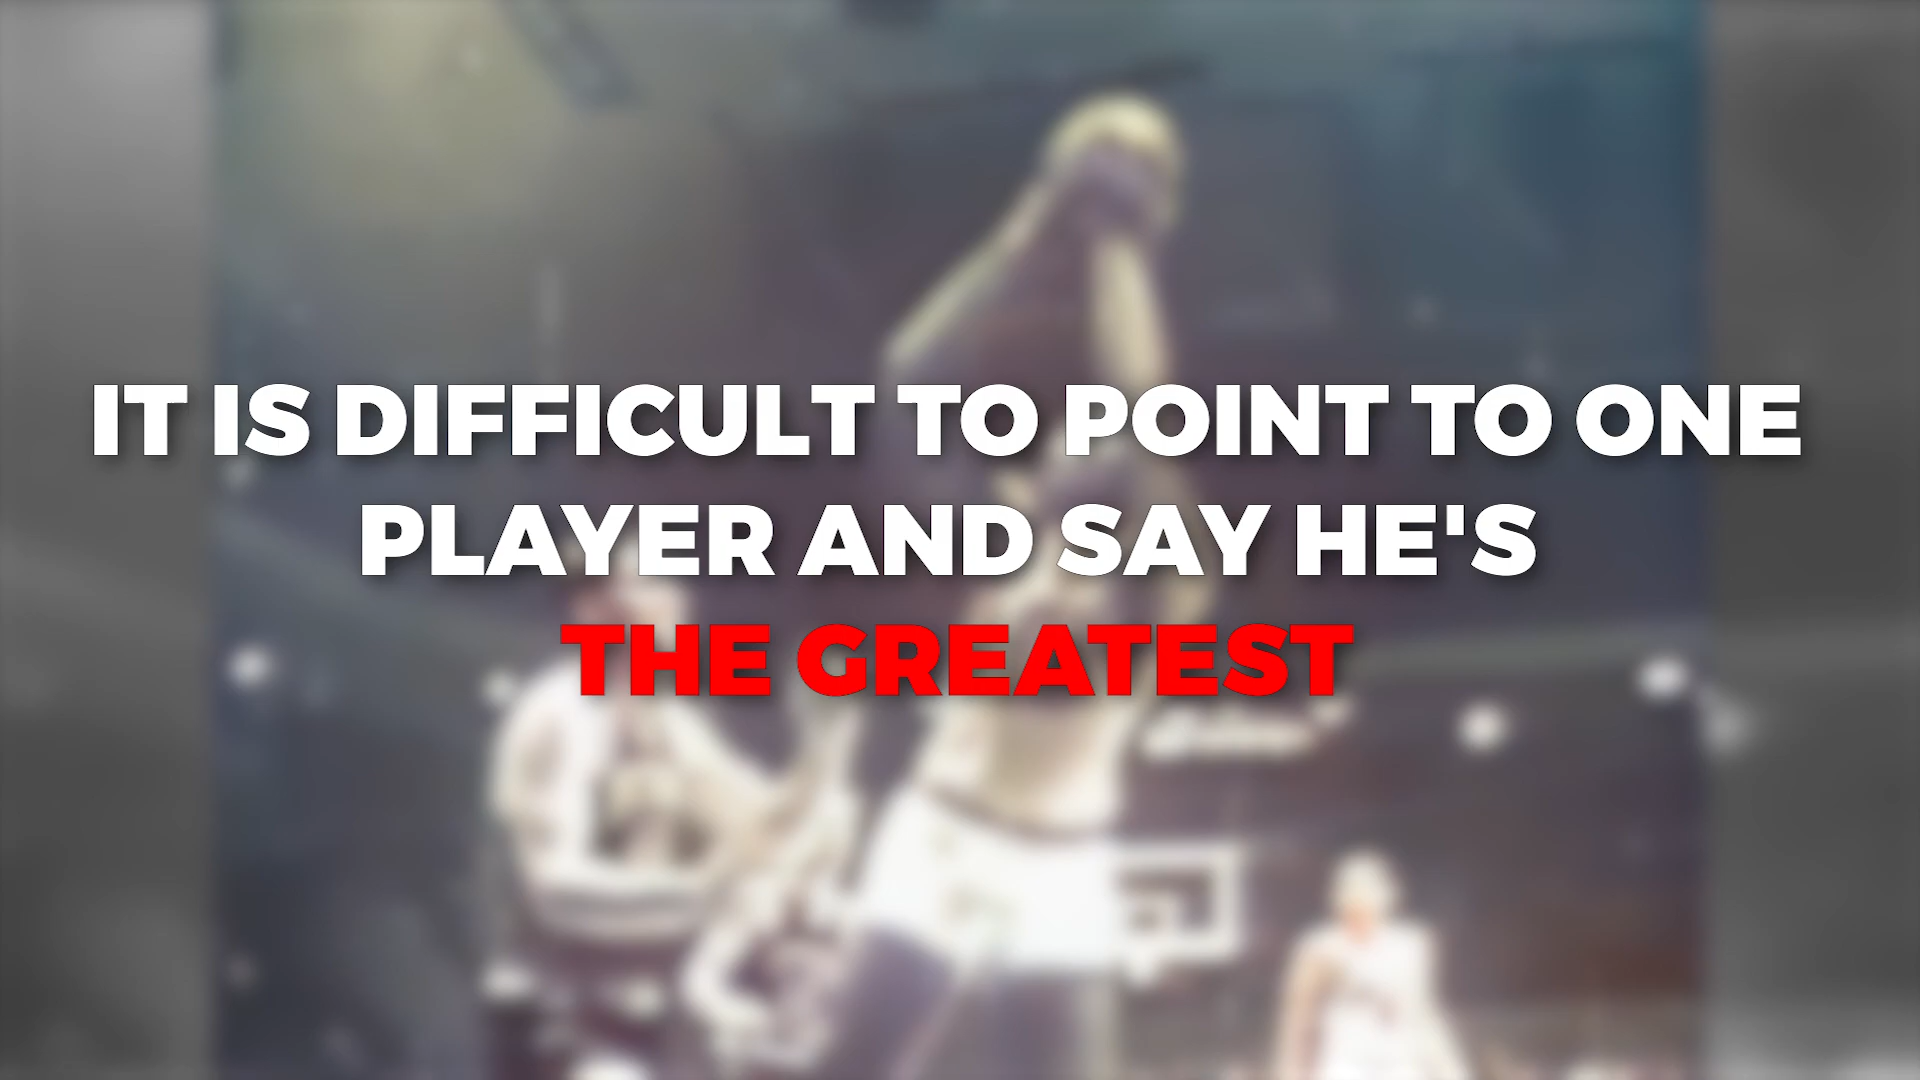 IT IS DIFFICULT TO POINT TO ONE
PLAYER AND SAY HE'S
THE GREATEST